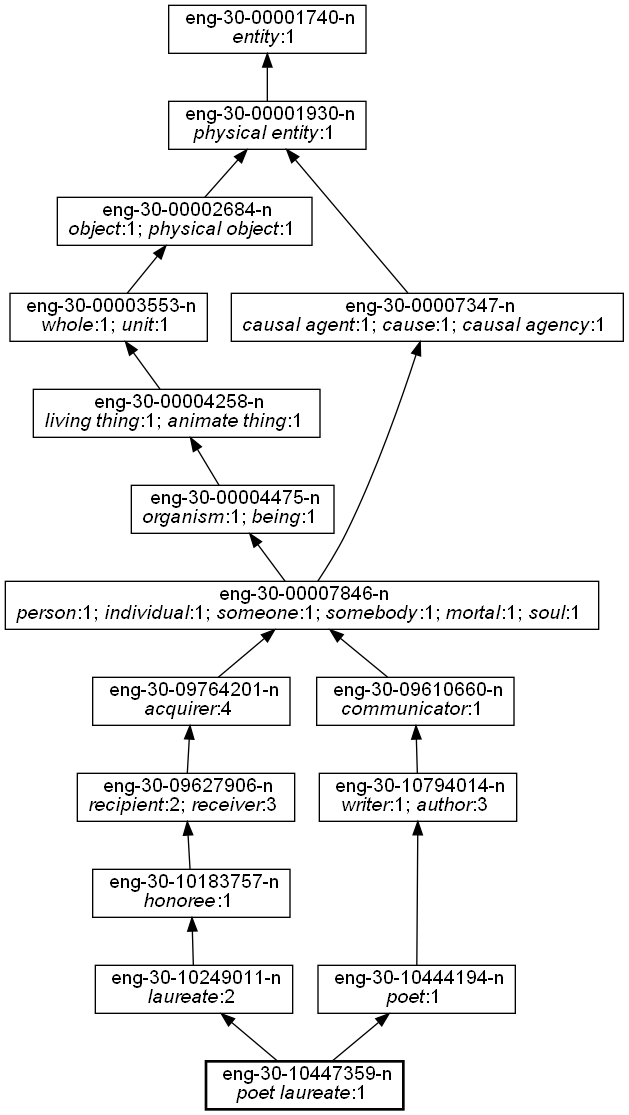 eng-30-00001740-n
entity:1
eng-30-00001930-n
physical entity:1
eng-30-00002684-n
object:1; physical object:1
eng-30-00003553-n
whole:1; unit:1
eng-30-00007347-n
causal agent:1; cause:1; causal agency:1
eng-30-00004258-n
living thing:1; animate thing:1
eng-30-00004475-n
organism:1; being:1
eng-30-00007846-n
person:1; individual:1; someone:1; somebody:1; mortal:1; soul:1
eng-30-09764201-n
acquirer:4
eng-30-09610660-n
communicator:1
eng-30-09627906-n
recipient:2; receiver:3
eng-30-10794014-n
writer:1; author:3
eng-30-10183757-n
honoree:1
eng-30-10249011-n
laureate:2
eng-30-10444194-n
poet:1
eng-30-10447359-n
poet laureate:1